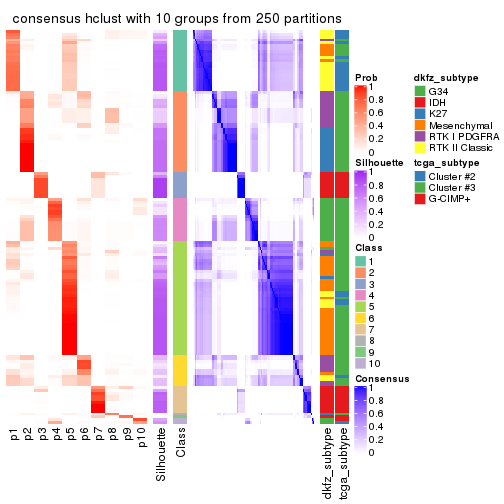 consensus hclust with 10 groups from 250 partitions
Prob
1
0.8
0.6
0.4
0.2
0
Silhouette
1
0.8
0.6
0.4
0.2
0
Class
1
2
3
4
5
6
7
8
9
10
Consensus
1
0.8
0.6
0.4
0.2
0
dkfz_subtype
G34
IDH
K27
Mesenchymal
RTK I PDGFRA
RTK II Classic
tcga_subtype
Cluster #2
Cluster #3
G-CIMP+
p1
p2
p3
p4
p5
p6
p7
p8
p9
p10
Silhouette
Class
dkfz_subtype
tcga_subtype